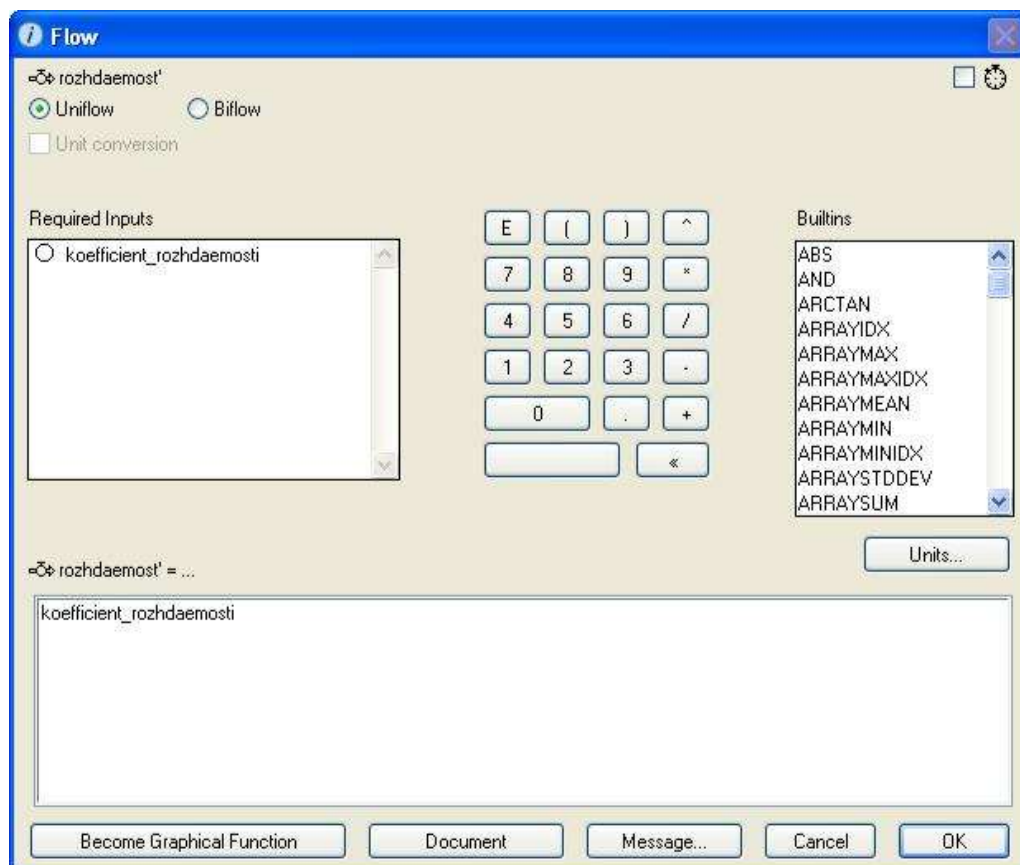 Flow
rozhdaemost'
Uniflow Biflow
Unit conversion
Required Inputs
koefficient_rozhdaemosti
E ( ) ^
7 8 9 *
4 5 6 /
1 2 3 -
0 . +
«
Builtins
ABS
AND
ARCTAN
ARRAYIDX
ARRAYMAX
ARRAYMAXIDX
ARRAYMEAN
ARRAYMIN
ARRAYMINIDX
ARRAYSTDDEV
ARRAYSUM
Units...
rozhdaemost' = ...
koefficient_rozhdaemosti
Become Graphical Function Document Message... Cancel OK